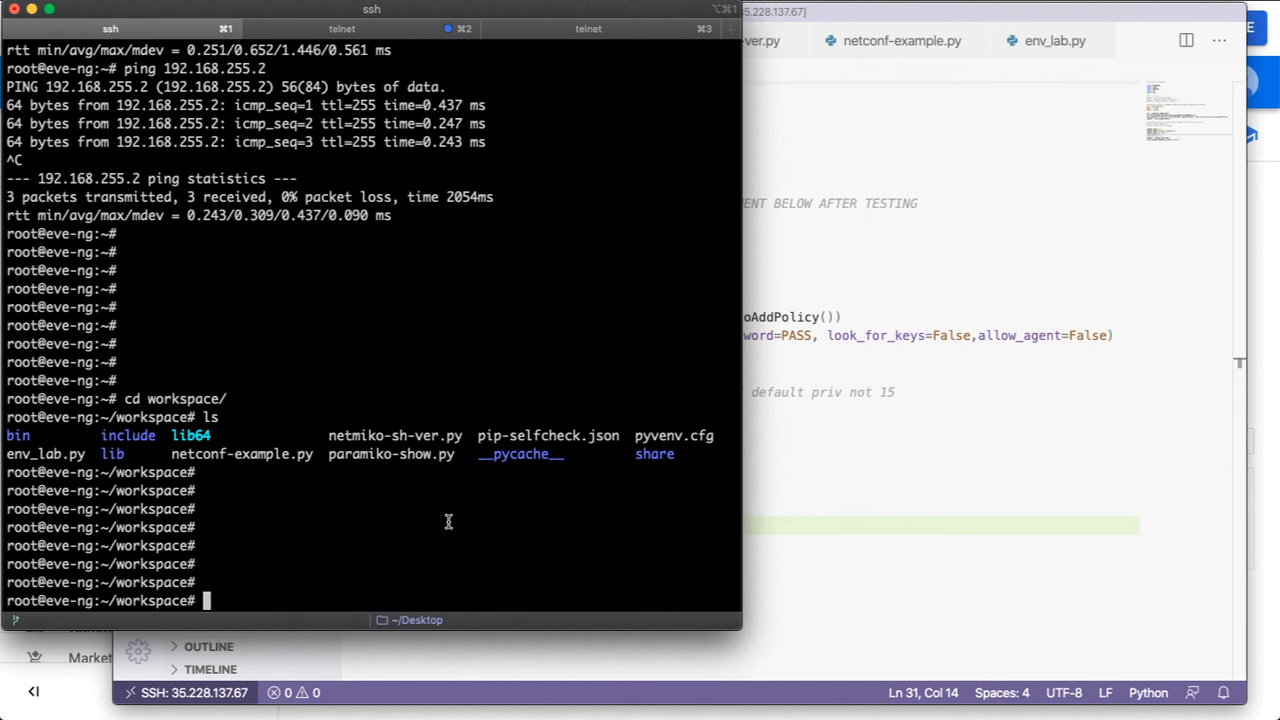 ssh
⌥⌘1
ssh ⌘1 telnet ⌘2 telnet ⌘3
35.228.137.67]
rtt min/avg/max/mdev = 0.251/0.652/1.446/0.561 ms
root@eve-ng:~# ping 192.168.255.2
PING 192.168.255.2 (192.168.255.2) 56(84) bytes of data.
64 bytes from 192.168.255.2: icmp_seq=1 ttl=255 time=0.437 ms
64 bytes from 192.168.255.2: icmp_seq=2 ttl=255 time=0.247 ms
64 bytes from 192.168.255.2: icmp_seq=3 ttl=255 time=0.243 ms
^C
--- 192.168.255.2 ping statistics ---
3 packets transmitted, 3 received, 0% packet loss, time 2054ms
rtt min/avg/max/mdev = 0.243/0.309/0.437/0.090 ms
root@eve-ng:~#
root@eve-ng:~#
root@eve-ng:~#
root@eve-ng:~#
root@eve-ng:~#
root@eve-ng:~#
root@eve-ng:~#
root@eve-ng:~#
root@eve-ng:~#
root@eve-ng:~# cd workspace/
root@eve-ng:~/workspace# ls
bin include lib64 netmiko-sh-ver.py pip-selfcheck.json pyvenv.cfg
env_lab.py lib netconf-example.py paramiko-show.py __pycache__ share
root@eve-ng:~/workspace#
root@eve-ng:~/workspace#
root@eve-ng:~/workspace#
root@eve-ng:~/workspace#
root@eve-ng:~/workspace#
root@eve-ng:~/workspace#
root@eve-ng:~/workspace#
root@eve-ng:~/workspace#
~/Desktop
-ver.py netconf-example.py env_lab.py ···
E
ENT BELOW AFTER TESTING
oAddPolicy())
word=PASS, look_for_keys=False,allow_agent=False)
default priv not 15
OUTLINE
TIMELINE
Market
SSH: 35.228.137.67 0 0 Ln 31, Col 14 Spaces: 4 UTF-8 LF Python